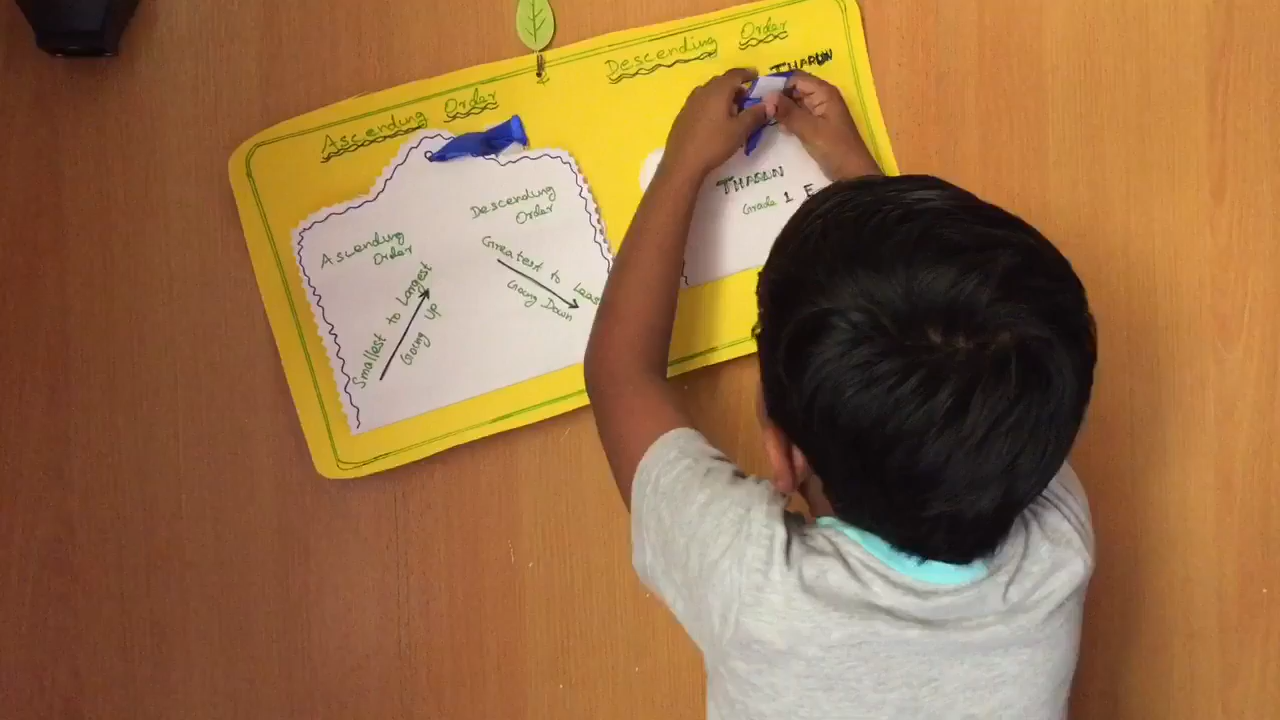 Ascending Order
Descending Order
THARUN
Ascending
Order
Smallest to Largest
Going Up
Descending
Order
Greatest to
Going Down
THARUN
Grade 1